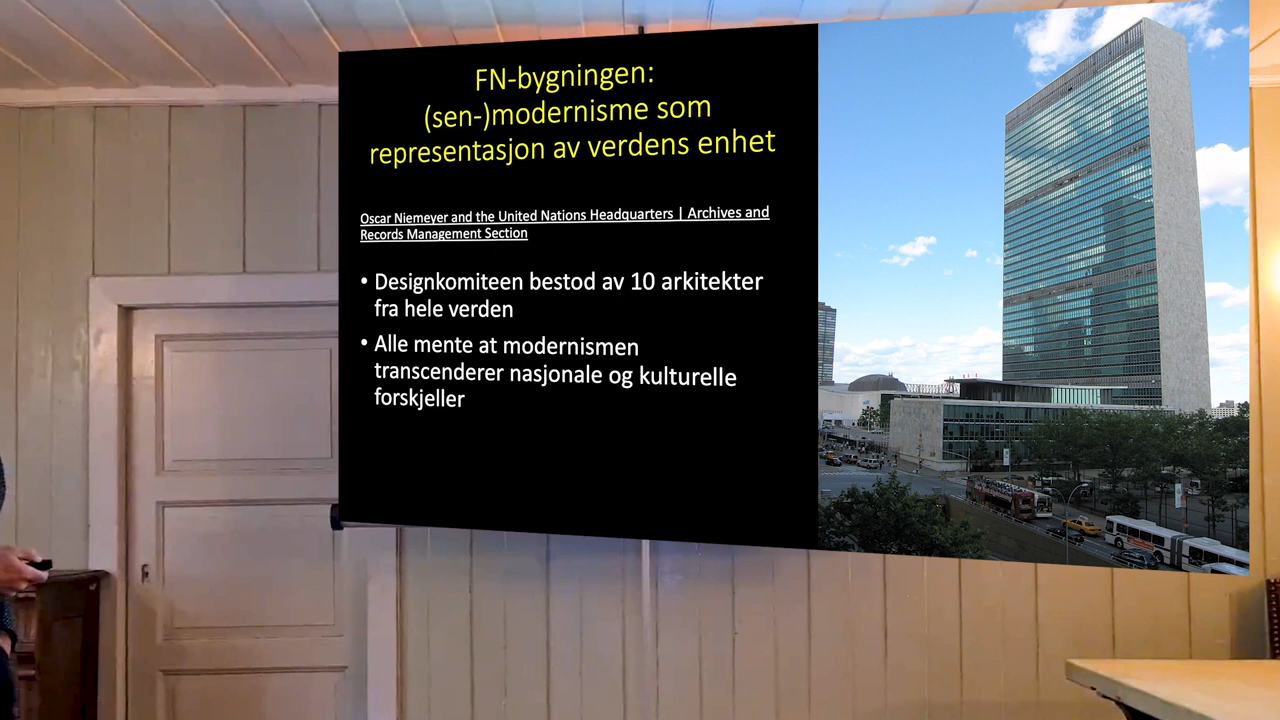 FN-bygningen:
(sen-)modernisme som
representasjon av verdens enhet
Oscar Niemeyer and the United Nations Headquarters | Archives and
Records Management Section
• Designkomiteen bestod av 10 arkitekter
fra hele verden
• Alle mente at modernismen
transcenderer nasjonale og kulturelle
forskjeller